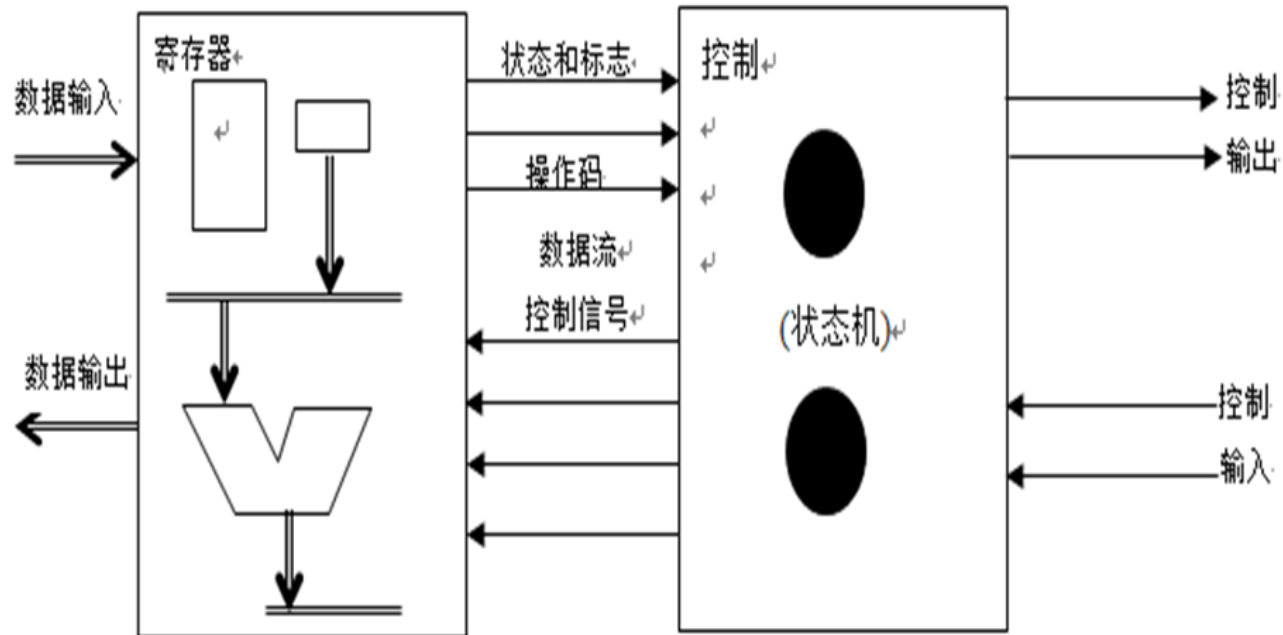 数据输入
数据输出
寄存器
状态和标志
操作码
数据流
控制信号
控制
(状态机)
控制
输出
控制
输入